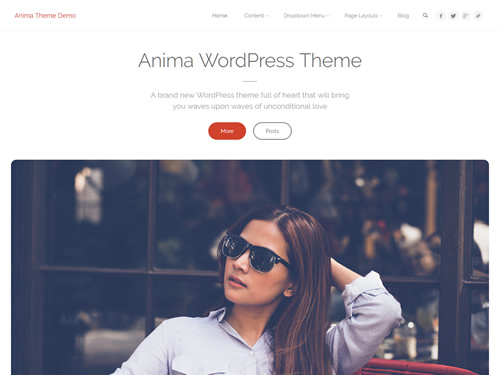 Anima Theme Demo
Home Content Dropdown Menu Page Layouts Blog
Anima WordPress Theme
A brand new WordPress theme full of heart that will bring
you waves upon waves of unconditional love
More Posts